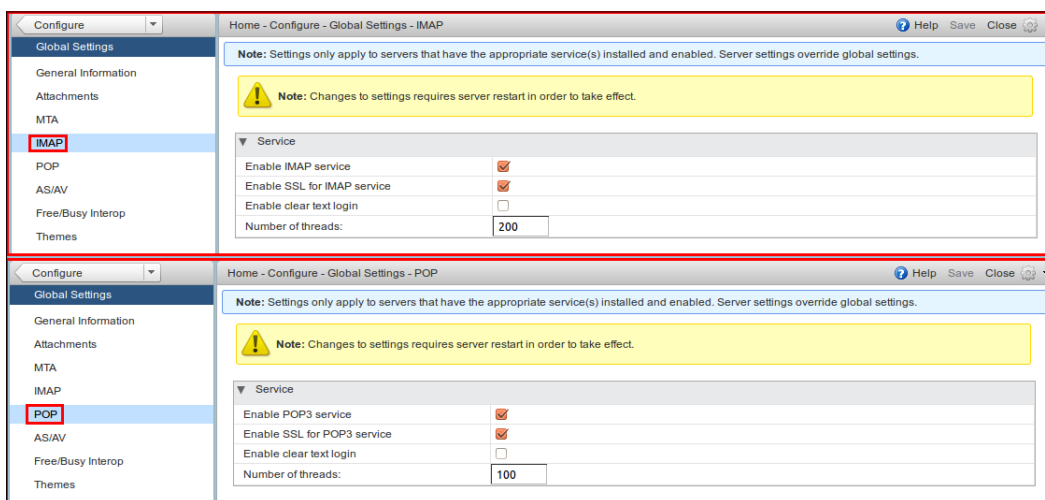 Configure
Home - Configure - Global Settings - IMAP
Help Save Close
Global Settings
General Information
Attachments
MTA
IMAP
POP
AS/AV
Free/Busy Interop
Themes
Note: Settings only apply to servers that have the appropriate service(s) installed and enabled. Server settings override global settings.
Note: Changes to settings requires server restart in order to take effect.
Service
Enable IMAP service
Enable SSL for IMAP service
Enable clear text login
Number of threads: 200
Configure
Home - Configure - Global Settings - POP
Help Save Close
Global Settings
General Information
Attachments
MTA
IMAP
POP
AS/AV
Free/Busy Interop
Themes
Note: Settings only apply to servers that have the appropriate service(s) installed and enabled. Server settings override global settings.
Note: Changes to settings requires server restart in order to take effect.
Service
Enable POP3 service
Enable SSL for POP3 service
Enable clear text login
Number of threads: 100